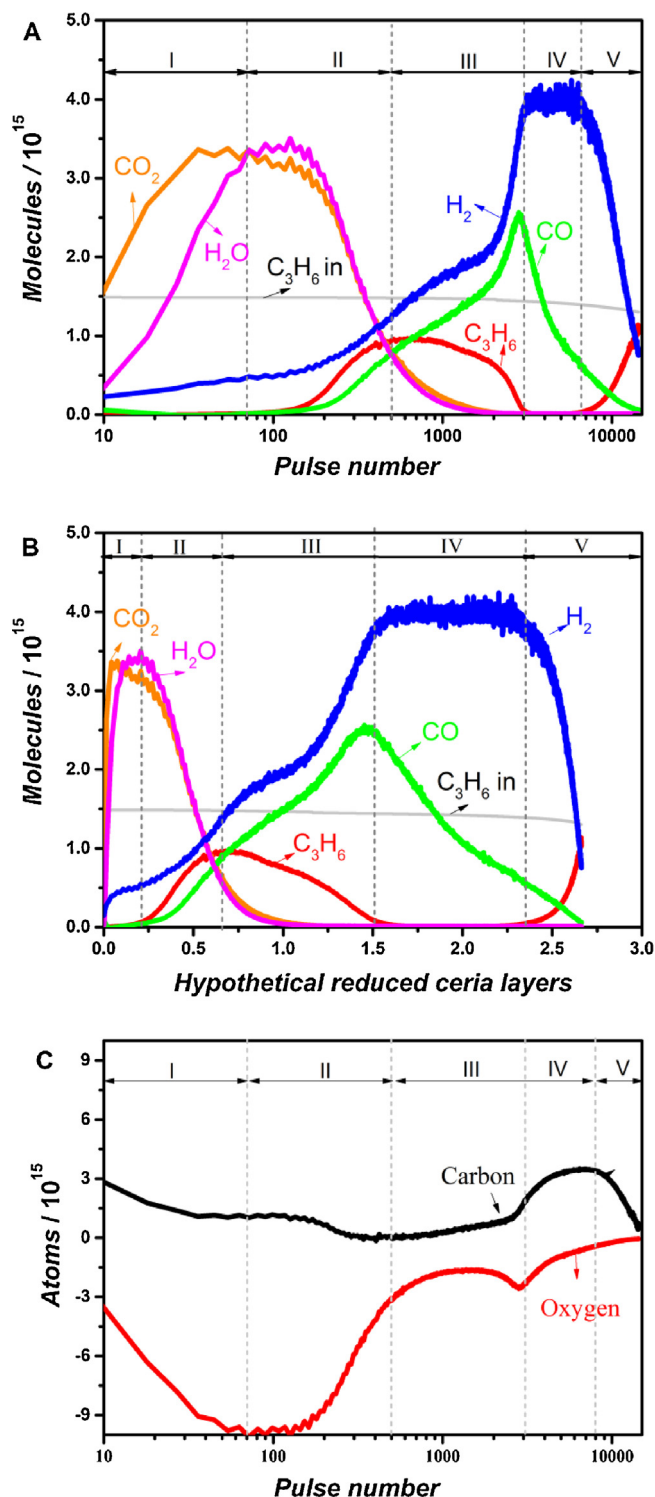 A
I II III IV V
5.0
4.0
3.0
2.0
1.0
0.0
Molecules / 10^15
CO2
H2O
C3H6 in
H2
CO
C3H6
10 100 1000 10000
Pulse number
B
I II III IV V
5.0
4.0
3.0
2.0
1.0
0.0
Molecules / 10^15
CO2
H2O
H2
CO
C3H6 in
C3H6
0.0 0.5 1.0 1.5 2.0 2.5 3.0
Hypothetical reduced ceria layers
C
I II III IV V
9
6
3
0
-3
-6
-9
Atoms / 10^15
Carbon
Oxygen
10 100 1000 10000
Pulse number